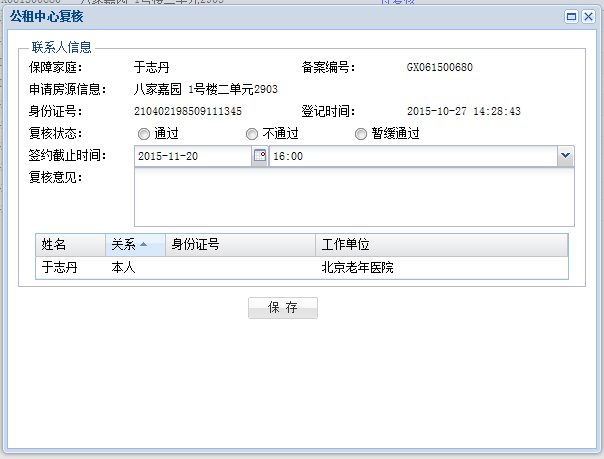 公租中心复核
联系人信息
保障家庭： 于志丹 备案编号： GX061500680
申请房源信息： 八家嘉园 1号楼二单元2903
身份证号： 210402198509111345 登记时间： 2015-10-27 14:28:43
复核状态： 通过 不通过 暂缓通过
签约截止时间： 2015-11-20 16:00
复核意见：
姓名 关系 身份证号 工作单位
于志丹 本人 北京老年医院
保 存